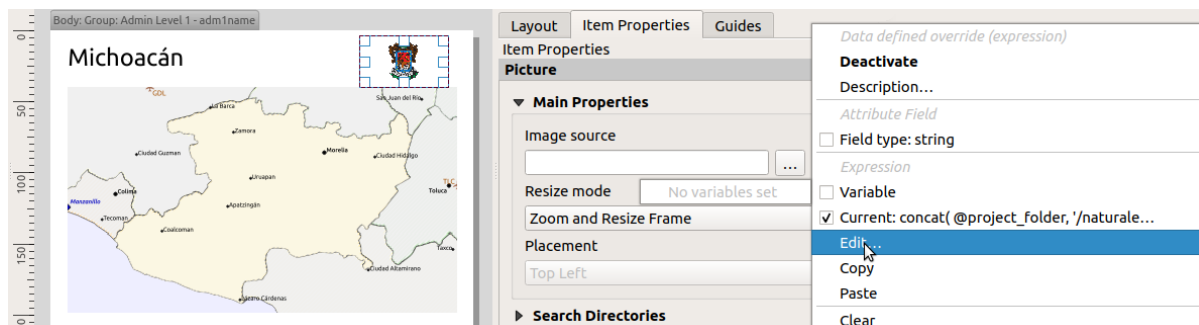 Body: Group: Admin Level 1 - adm1name
0
50
100
150
Michoacán
GDL
San Juan del Río
La Barca
Zamora
Ciudad Guzman
Morelia
Ciudad Hidalgo
Uruapan
TLC
Toluca
Colima
Manzanillo
Apatzingán
Tecoman
Coalcoman
Taxco
Ciudad Altamirano
Lázaro Cárdenas
Layout
Item Properties
Guides
Item Properties
Picture
Main Properties
Image source
...
Resize mode
No variables set
Zoom and Resize Frame
Placement
Top Left
Search Directories
Data defined override (expression)
Deactivate
Description...
Attribute Field
Field type: string
Expression
Variable
Current: concat( @project_folder, '/naturale...
Edit...
Copy
Paste
Clear